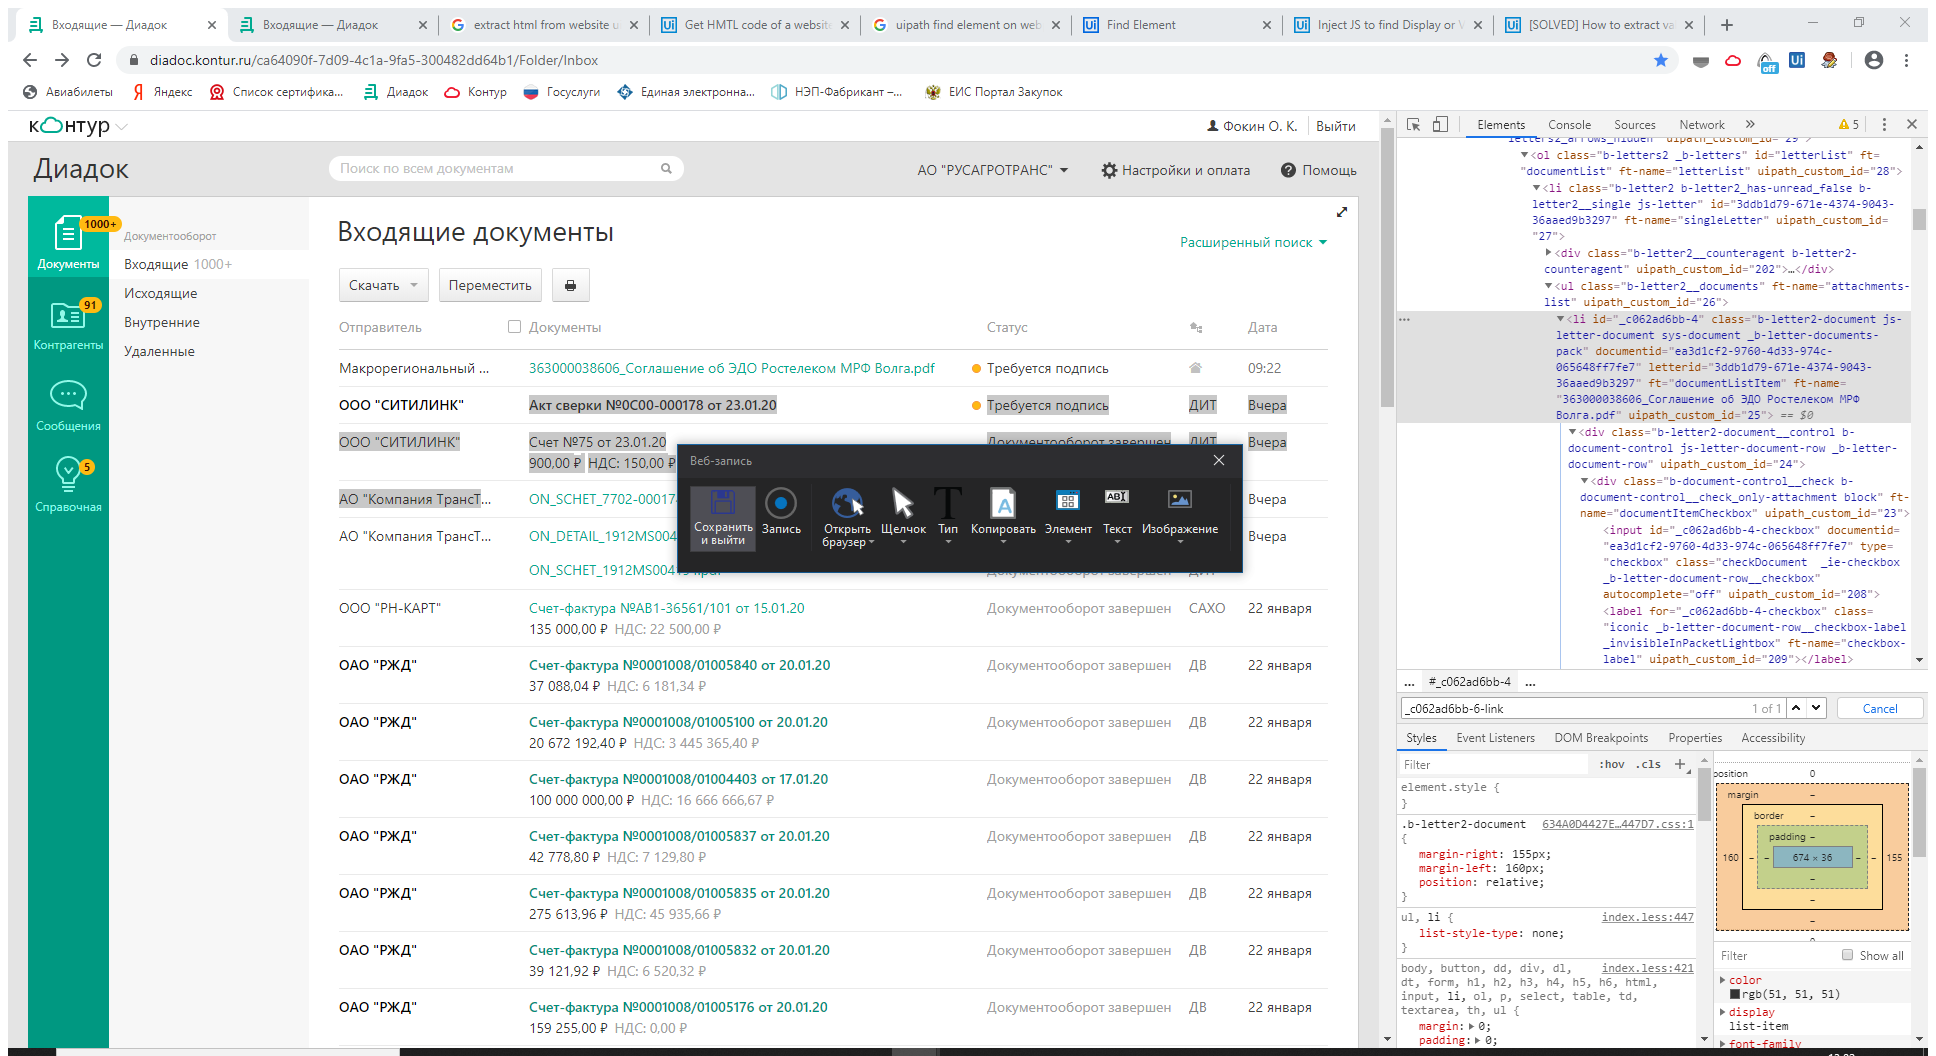 Входящие — Диадок
Входящие — Диадок
extract html from website u
Get HMTL code of a website
uipath find element on web
Find Element
Inject JS to find Display or V
[SOLVED] How to extract va
diadoc.kontur.ru/ca64090f-7d09-4c1a-9fa5-300482dd64b1/Folder/Inbox
off
Ui
Авиабилеты
Яндекс
Список сертифика...
Диадок
Контур
Госуслуги
Единая электронна...
НЭП-Фабрикант –...
ЕИС Портал Закупок
контур
Фокин О. К.
Выйти
Диадок
Поиск по всем документам
АО "РУСАГРОТРАНС"
Настройки и оплата
Помощь
1000+
Документы
91
Контрагенты
Сообщения
5
Справочная
Документооборот
Входящие 1000+
Исходящие
Внутренние
Удаленные
Входящие документы
Расширенный поиск
Скачать
Переместить
Отправитель
Документы
Статус
Дата
Макрорегиональный ...
363000038606_Соглашение об ЭДО Ростелеком МРФ Волга.pdf
Требуется подпись
09:22
ООО "СИТИЛИНК"
Акт сверки №0С00-000178 от 23.01.20
Требуется подпись
ДИТ
Вчера
ООО "СИТИЛИНК"
Счет №75 от 23.01.20
Документооборот завершен
ДИТ
Вчера
900,00 ₽ НДС: 150,00 ₽
АО "Компания ТрансТ...
ON_SCHET_7702-00017
Вчера
АО "Компания ТрансТ...
ON_DETAIL_1912MS004
Вчера
ON_SCHET_1912MS004
Документооборот завершен
ДИТ
ООО "РН-КАРТ"
Счет-фактура №АВ1-36561/101 от 15.01.20
Документооборот завершен
САХО
22 января
135 000,00 ₽ НДС: 22 500,00 ₽
ОАО "РЖД"
Счет-фактура №0001008/01005840 от 20.01.20
Документооборот завершен
ДВ
22 января
37 088,04 ₽ НДС: 6 181,34 ₽
ОАО "РЖД"
Счет-фактура №0001008/01005100 от 20.01.20
Документооборот завершен
ДВ
22 января
20 672 192,40 ₽ НДС: 3 445 365,40 ₽
ОАО "РЖД"
Счет-фактура №0001008/01004403 от 17.01.20
Документооборот завершен
ДВ
22 января
100 000 000,00 ₽ НДС: 16 666 666,67 ₽
ОАО "РЖД"
Счет-фактура №0001008/01005837 от 20.01.20
Документооборот завершен
ДВ
22 января
42 778,80 ₽ НДС: 7 129,80 ₽
ОАО "РЖД"
Счет-фактура №0001008/01005835 от 20.01.20
Документооборот завершен
ДВ
22 января
275 613,96 ₽ НДС: 45 935,66 ₽
ОАО "РЖД"
Счет-фактура №0001008/01005832 от 20.01.20
Документооборот завершен
ДВ
22 января
39 121,92 ₽ НДС: 6 520,32 ₽
ОАО "РЖД"
Счет-фактура №0001008/01005176 от 20.01.20
Документооборот завершен
ДВ
22 января
159 255,00 ₽ НДС: 0,00 ₽
Веб-запись
Сохранить и выйти
Запись
Открыть браузер
Щелчок
Тип
Копировать
Элемент
Текст
Изображение
Elements
Console
Sources
Network
5
letters2_arrows_hidden" uipath_custom_id="29">
<ol class="b-letters2 _b-letters" id="letterList" ft=
"documentList" ft-name="letterList" uipath_custom_id="28">
<li class="b-letter2 b-letter2_has-unread_false b-
letter2__single js-letter" id="3ddb1d79-671e-4374-9043-
36aaed9b3297" ft-name="singleLetter" uipath_custom_id=
"27">
<div class="b-letter2__counteragent b-letter2-
counteragent" uipath_custom_id="202">…</div>
<ul class="b-letter2__documents" ft-name="attachments-
list" uipath_custom_id="26">
<li id="_c062ad6bb-4" class="b-letter2-document js-
letter-document sys-document _b-letter-documents-
pack" documentid="ea3d1cf2-9760-4d33-974c-
065648ff7fe7" letterid="3ddb1d79-671e-4374-9043-
36aaed9b3297" ft="documentListItem" ft-name=
"363000038606_Соглашение об ЭДО Ростелеком МРФ
Волга.pdf" uipath_custom_id="25"> == $0
<div class="b-letter2-document__control b-
document-control js-letter-document-row _b-letter-
document-row" uipath_custom_id="24">
<div class="b-document-control__check b-
document-control__check_only-attachment block" ft-
name="documentItemCheckbox" uipath_custom_id="23">
<input id="_c062ad6bb-4-checkbox" documentid=
"ea3d1cf2-9760-4d33-974c-065648ff7fe7" type=
"checkbox" class="checkDocument _ie-checkbox
_b-letter-document-row__checkbox"
autocomplete="off" uipath_custom_id="208">
<label for="_c062ad6bb-4-checkbox" class=
"iconic _b-letter-document-row__checkbox-label
_invisibleInPacketLightbox" ft-name="checkbox-
label" uipath_custom_id="209"></label>
... #_c062ad6bb-4 ...
_c062ad6bb-6-link
1 of 1
Cancel
Styles
Event Listeners
DOM Breakpoints
Properties
Accessibility
Filter
:hov .cls +
element.style {
}
.b-letter2-document
634A0D4427E…447D7.css:1
{
margin-right: 155px;
margin-left: 160px;
position: relative;
}
ul, li {
index.less:447
list-style-type: none;
}
body, button, dd, div, dl,
index.less:421
dt, form, h1, h2, h3, h4, h5, h6, html,
input, li, ol, p, select, table, td,
textarea, th, ul {
margin: 0;
padding: 0;
position 0
margin –
border –
padding –
160 – – 674 × 36 – – 155
–
–
–
0
Filter
Show all
color
rgb(51, 51, 51)
display
list-item
font-family